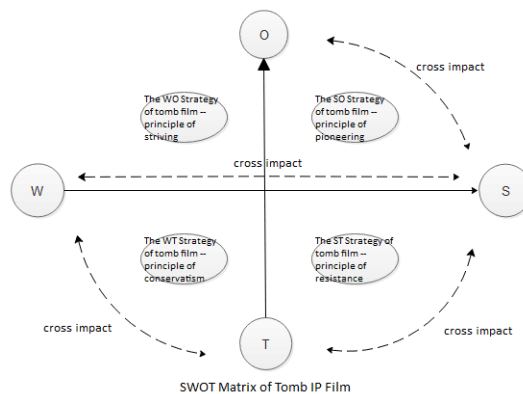 O
cross impact
The WO Strategy
of tomb film --
principle of
striving
The SO Strategy
of tomb film --
principle of
pioneering
cross impact
W
S
The WT Strategy
of tomb film --
principle of
conservatism
The ST Strategy of
tomb film --
principle of
resistance
cross impact
cross impact
T
SWOT Matrix of Tomb IP Film